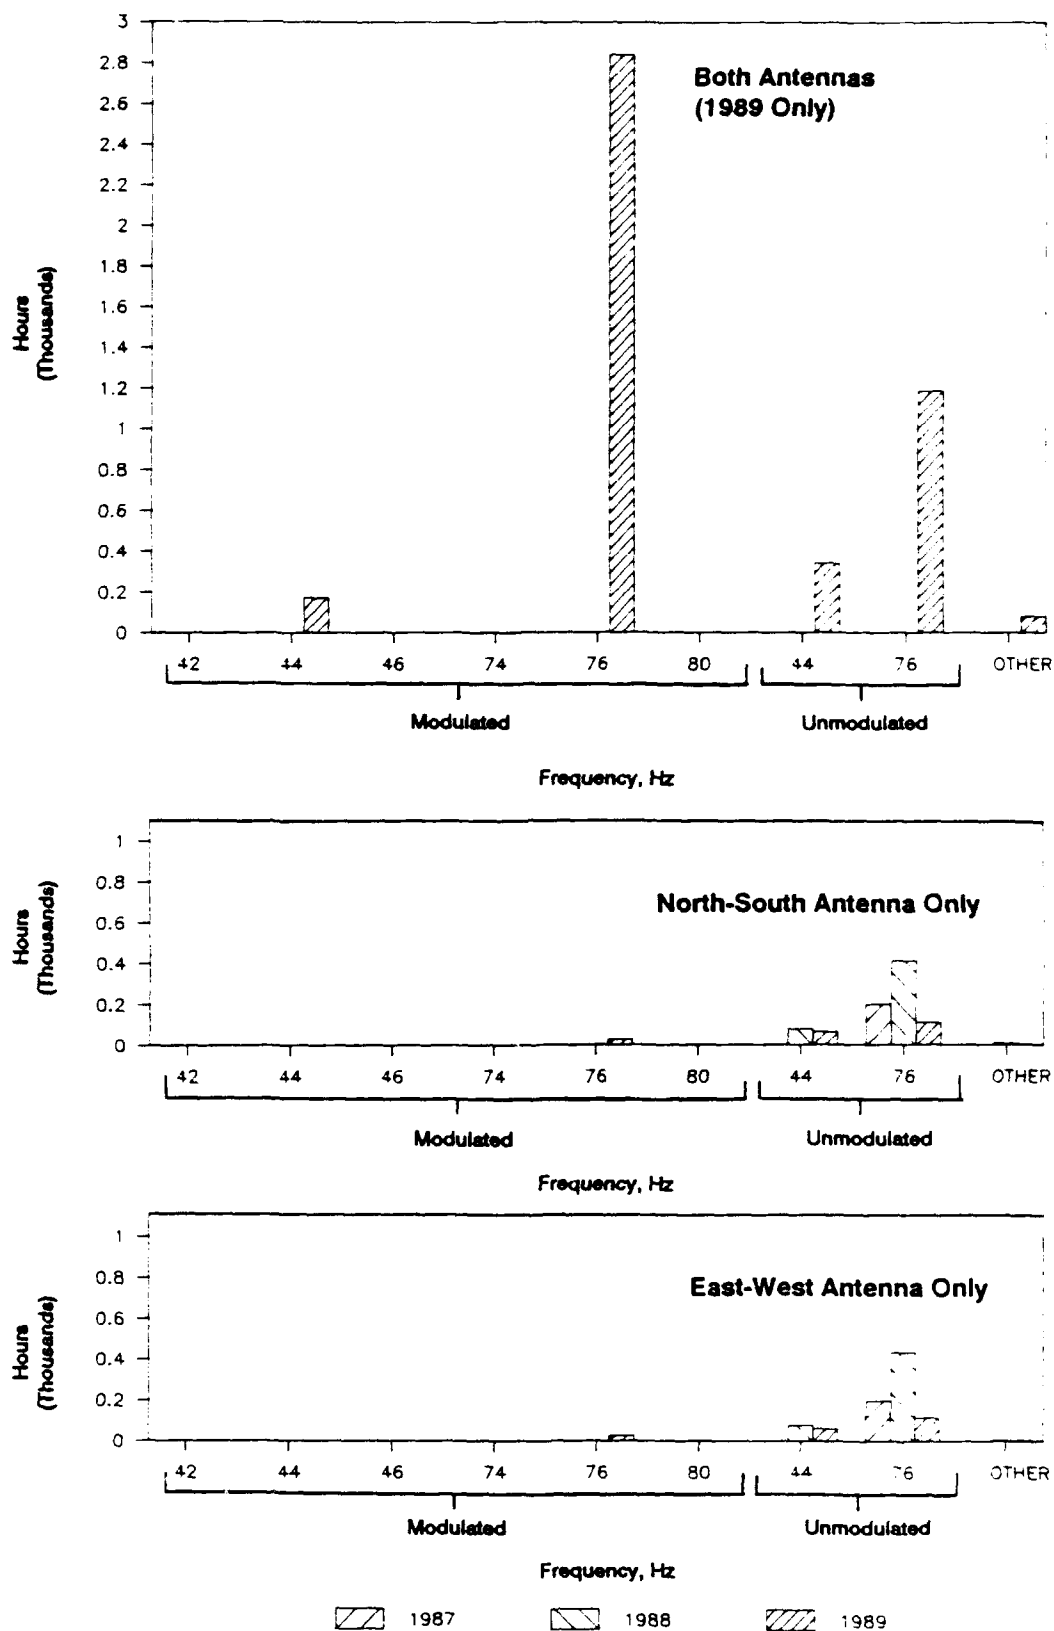 3
2.8
2.6
2.4
2.2
2
1.8
1.6
1.4
1.2
1
0.8
0.6
0.4
0.2
0
Hours
(Thousands)
Both Antennas
(1989 Only)
42 44 46 74 76 80 44 76 OTHER
Modulated Unmodulated
Frequency, Hz
1
0.8
0.6
0.4
0.2
0
Hours
(Thousands)
North-South Antenna Only
42 44 46 74 76 80 44 76 OTHER
Modulated Unmodulated
Frequency, Hz
1
0.8
0.6
0.4
0.2
0
Hours
(Thousands)
East-West Antenna Only
42 44 46 74 76 80 44 76 OTHER
Modulated Unmodulated
Frequency, Hz
1987 1988 1989